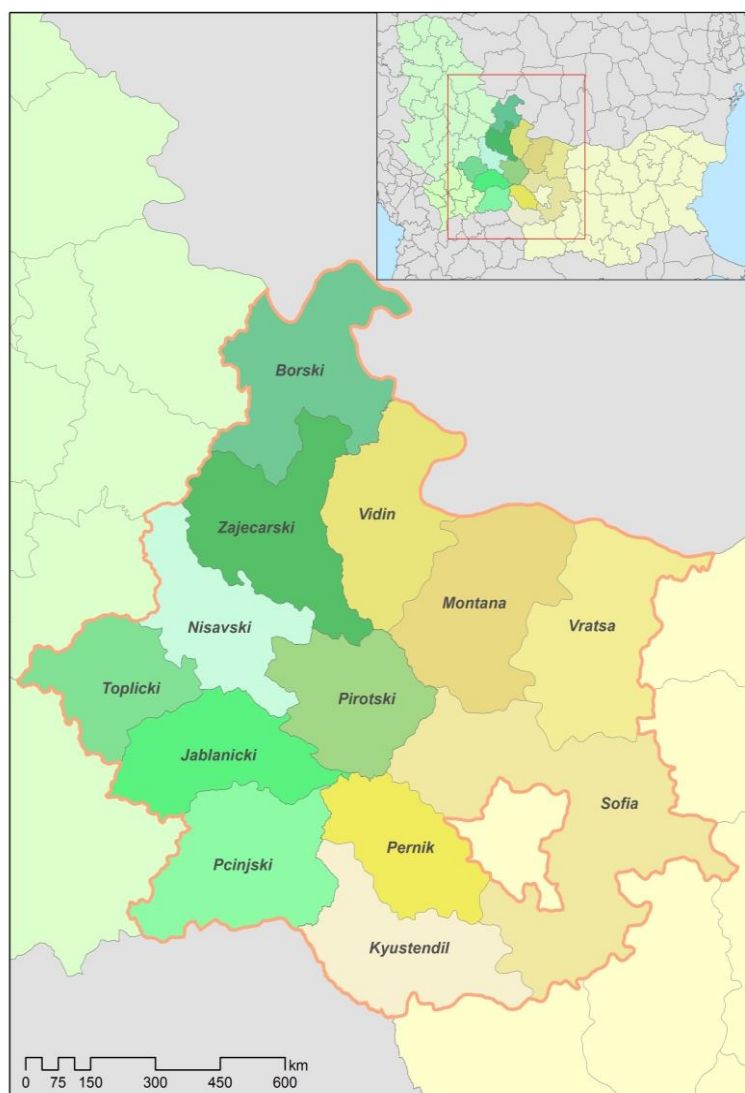 Borski
Zajecarski
Vidin
Montana
Vratsa
Nisavski
Toplicki
Pirotski
Jablanicki
Sofia
Pernik
Pcinjski
Kyustendil
km
0 75 150 300 450 600